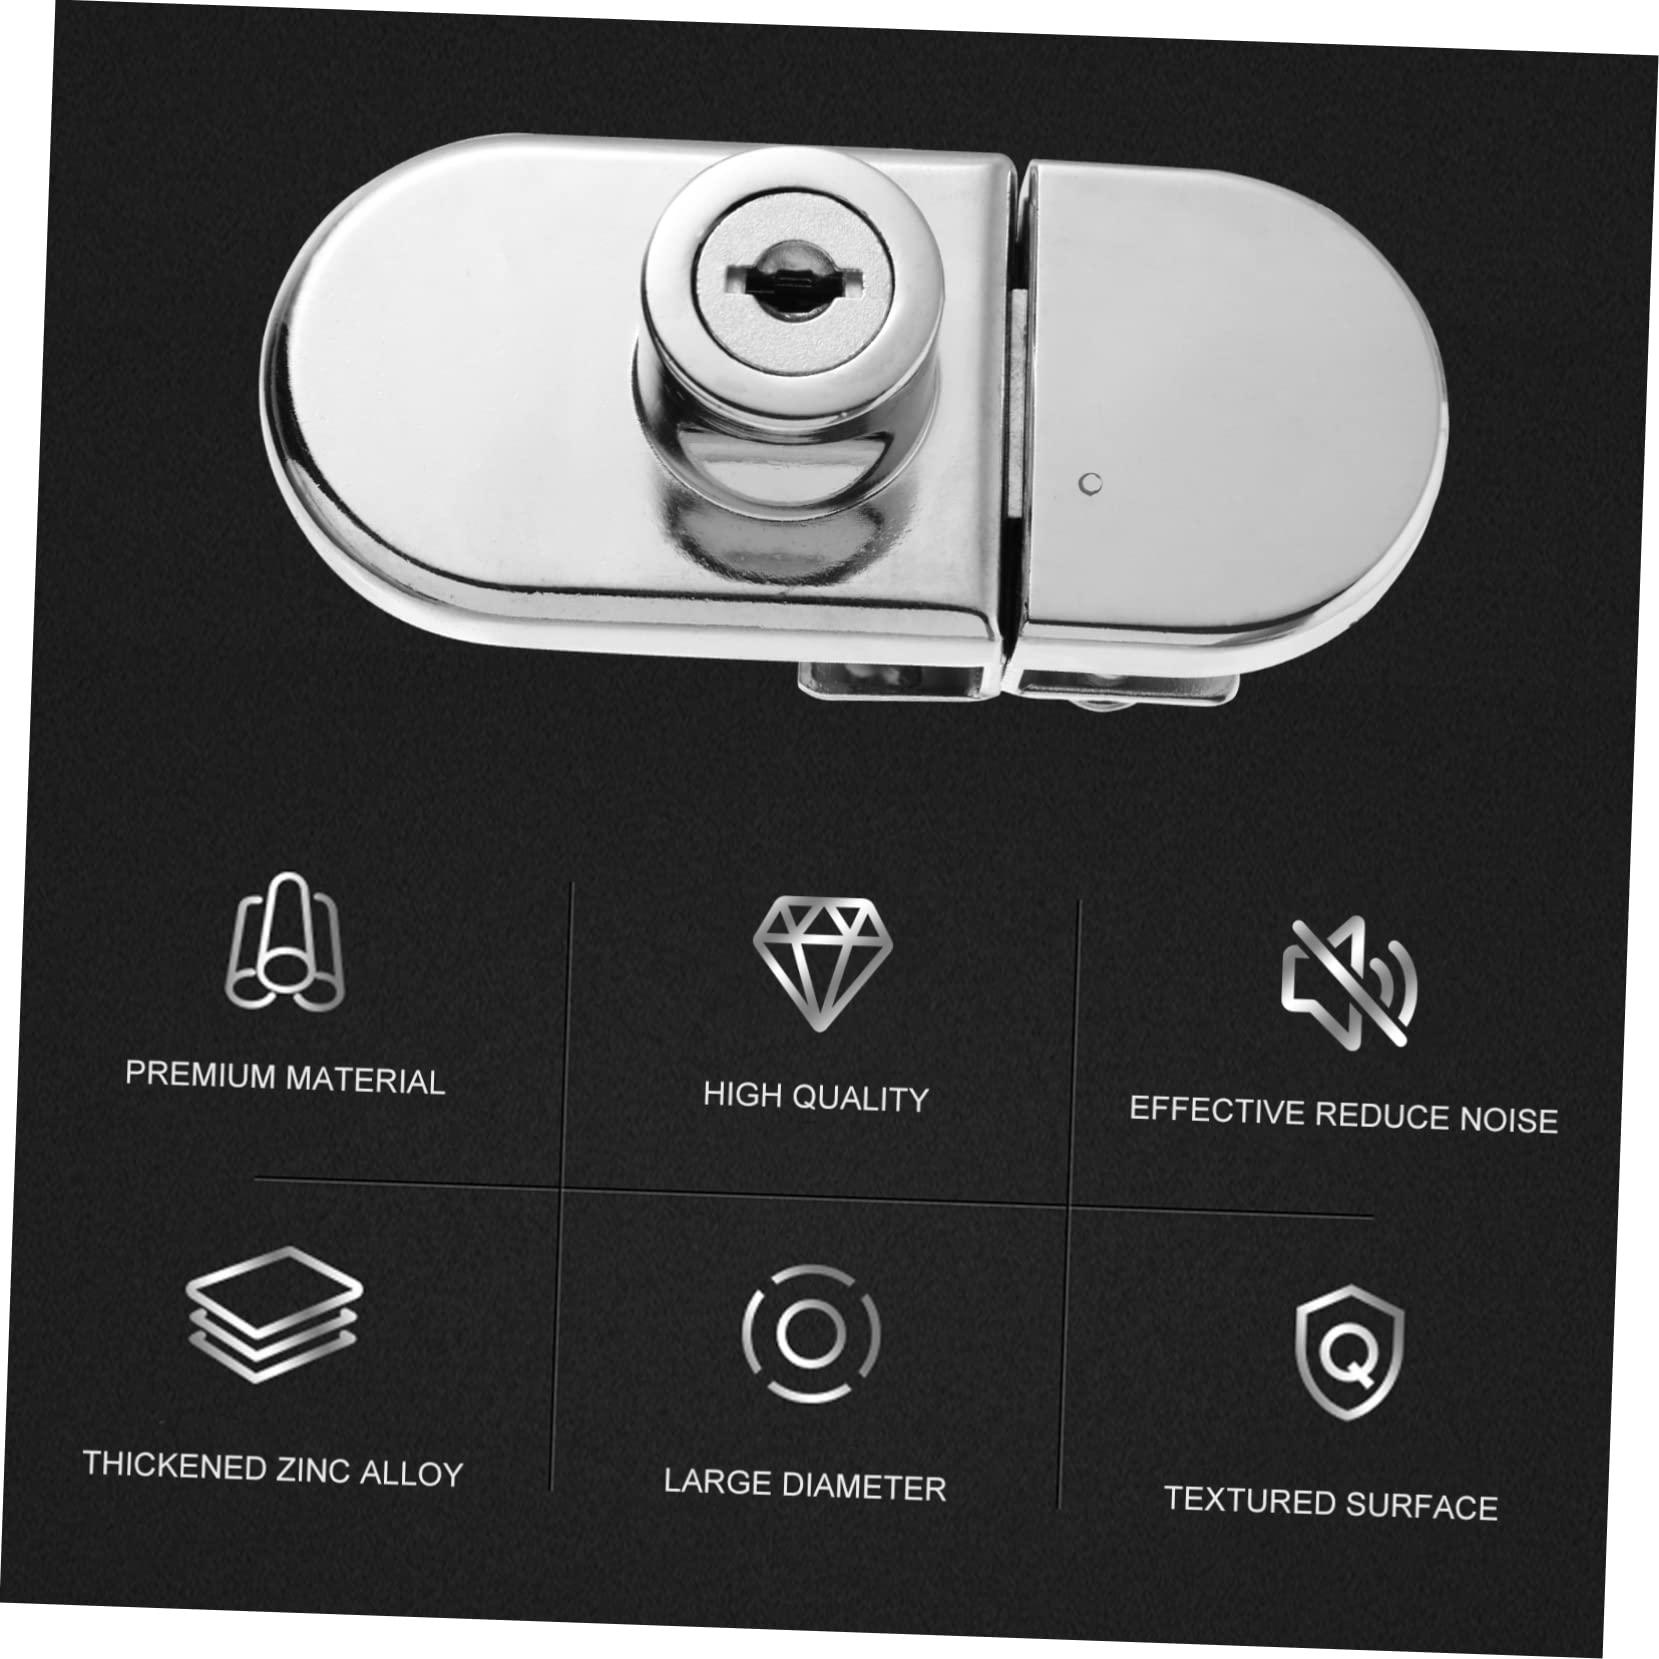 PREMIUM MATERIAL
HIGH QUALITY
EFFECTIVE REDUCE NOISE
THICKENED ZINC ALLOY
LARGE DIAMETER
Q
TEXTURED SURFACE